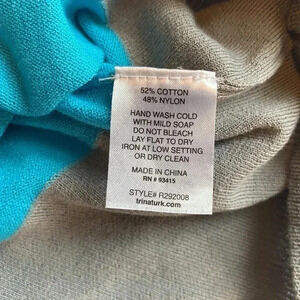 52% COTTON
48% NYLON
HAND WASH COLD
WITH MILD SOAP
DO NOT BLEACH
LAY FLAT TO DRY
IRON AT LOW SETTING
OR DRY CLEAN
MADE IN CHINA
RN # 93415
STYLE# R292008
trinaturk.com